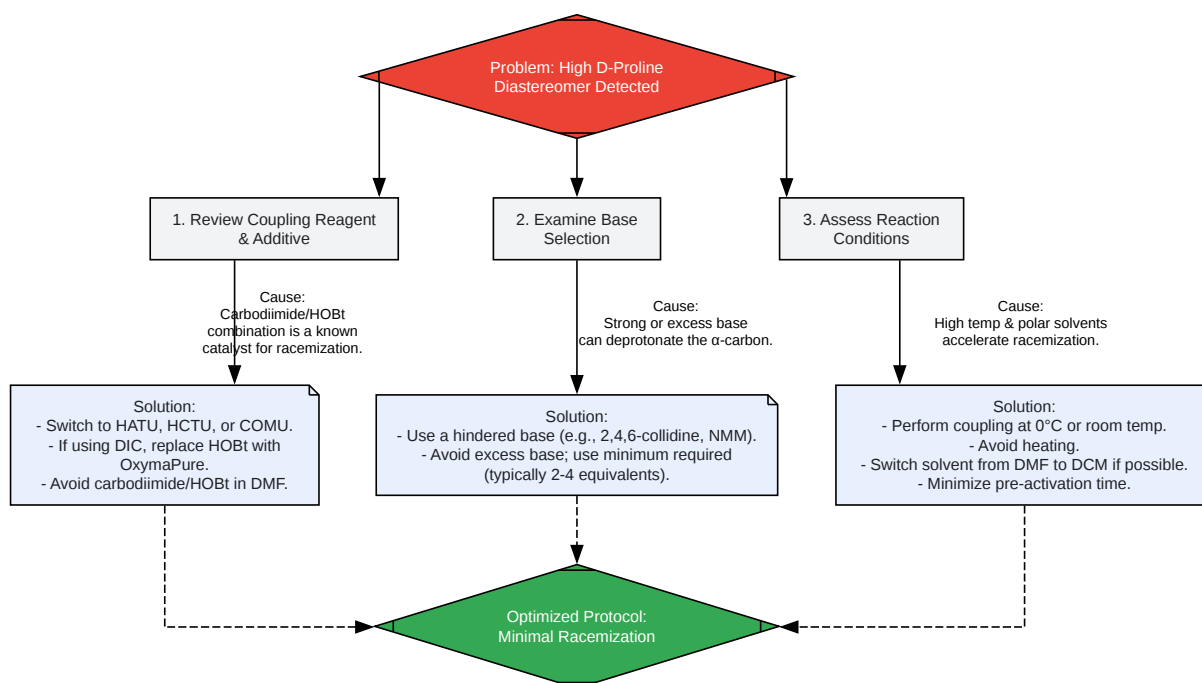 Problem: High D-Proline
Diastereomer Detected
1. Review Coupling Reagent
& Additive
2. Examine Base
Selection
3. Assess Reaction
Conditions
Cause:
Carbodiimide/HOBt
combination is a known
catalyst for racemization.
Cause:
Strong or excess base
can deprotonate the α-carbon.
Cause:
High temp & polar solvents
accelerate racemization.
Solution:
- Switch to HATU, HCTU, or COMU.
- If using DIC, replace HOBt with
OxymaPure.
- Avoid carbodiimide/HOBt in DMF.
Solution:
- Use a hindered base (e.g., 2,4,6-collidine, NMM).
- Avoid excess base; use minimum required
(typically 2-4 equivalents).
Solution:
- Perform coupling at 0°C or room temp.
- Avoid heating.
- Switch solvent from DMF to DCM if possible.
- Minimize pre-activation time.
Optimized Protocol:
Minimal Racemization